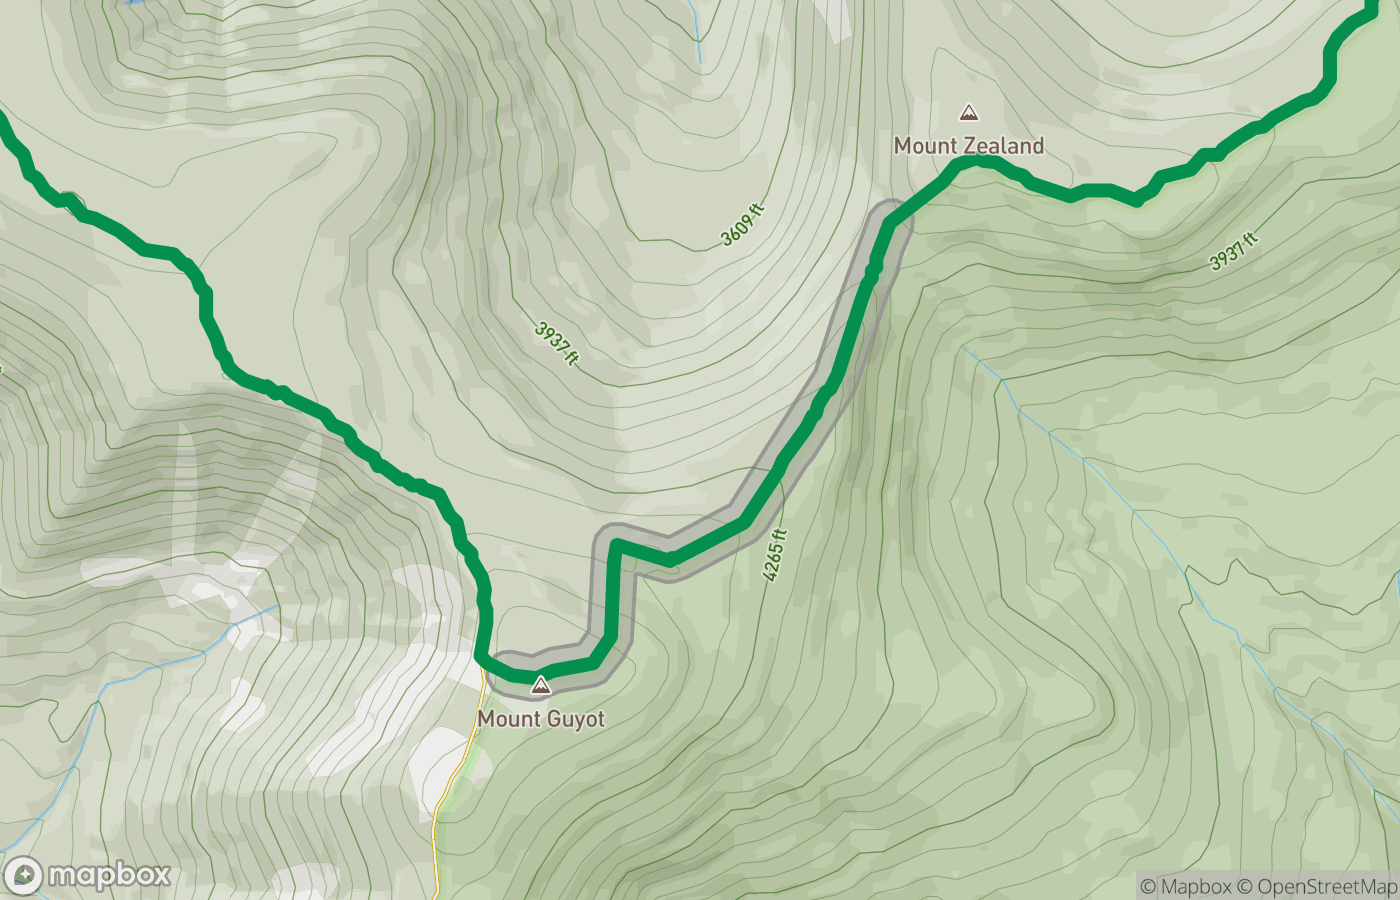 Mount Zealand
3609 ft
3937 ft
3937 ft
4265 ft
Mount Guyot
mapbox
© Mapbox © OpenStreetMap